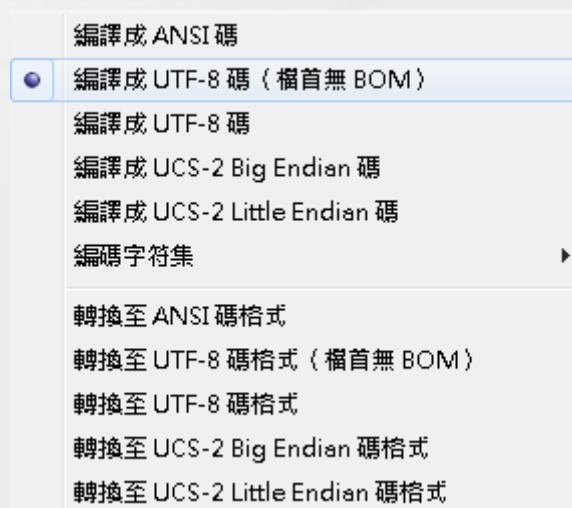 編譯成 ANSI 碼
編譯成 UTF-8 碼（檔首無 BOM）
編譯成 UTF-8 碼
編譯成 UCS-2 Big Endian 碼
編譯成 UCS-2 Little Endian 碼
編碼字符集
轉換至 ANSI 碼格式
轉換至 UTF-8 碼格式（檔首無 BOM）
轉換至 UTF-8 碼格式
轉換至 UCS-2 Big Endian 碼格式
轉換至 UCS-2 Little Endian 碼格式